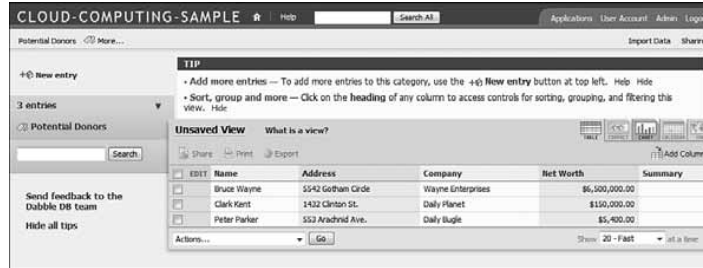 CLOUD-COMPUTING-SAMPLE Help Search All Applications User Account Admin
Potential Donors More... Import Data
+ New entry
TIP
• Add more entries — To add more entries to this category, use the + New entry button at top left. Help Hide
• Sort, group and more — Click on the heading of any column to access controls for sorting, grouping, and filtering this
view. Hide
3 entries
Potential Donors
Search
Send feedback to the
Dabble DB team
Hide all tips
Unsaved View What is a view?
TABLE
Share Print Export Add Colum
EDIT Name Address Company Net Worth Summary
Bruce Wayne 5542 Gotham Circle Wayne Enterprises $6,500,000.00
Clark Kent 1432 Clinton St. Daily Planet $150,000.00
Peter Parker 553 Arachnid Ave. Daily Bugle $5,400.00
Actions... Go Show 20 - Fast at a time